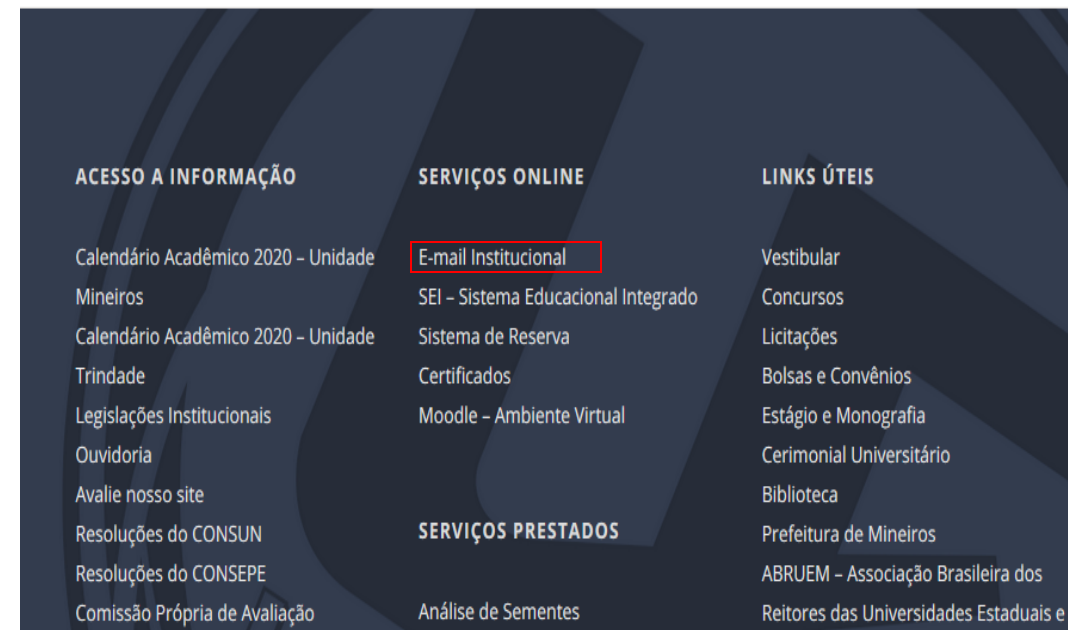 ACESSO A INFORMAÇÃO
Calendário Acadêmico 2020 – Unidade
Mineiros
Calendário Acadêmico 2020 – Unidade
Trindade
Legislações Institucionais
Ouvidoria
Avalie nosso site
Resoluções do CONSUN
Resoluções do CONSEPE
Comissão Própria de Avaliação
SERVIÇOS ONLINE
E-mail Institucional
SEI – Sistema Educacional Integrado
Sistema de Reserva
Certificados
Moodle – Ambiente Virtual
SERVIÇOS PRESTADOS
Análise de Sementes
LINKS ÚTEIS
Vestibular
Concursos
Licitações
Bolsas e Convênios
Estágio e Monografia
Cerimonial Universitário
Biblioteca
Prefeitura de Mineiros
ABRUEM – Associação Brasileira dos
Reitores das Universidades Estaduais e